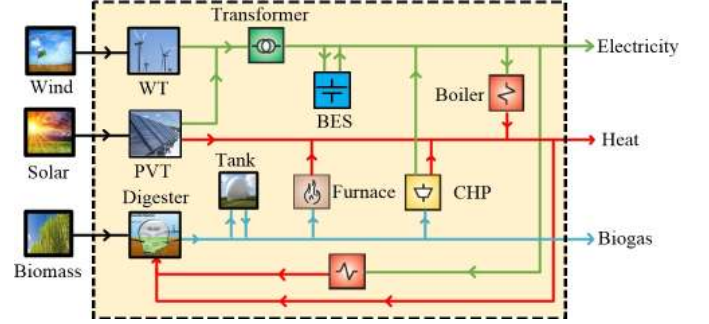 Transformer
Electricity
Wind
WT
BES
Boiler
Solar
PVT
Heat
Tank
Digester
Furnace
CHP
Biomass
Biogas